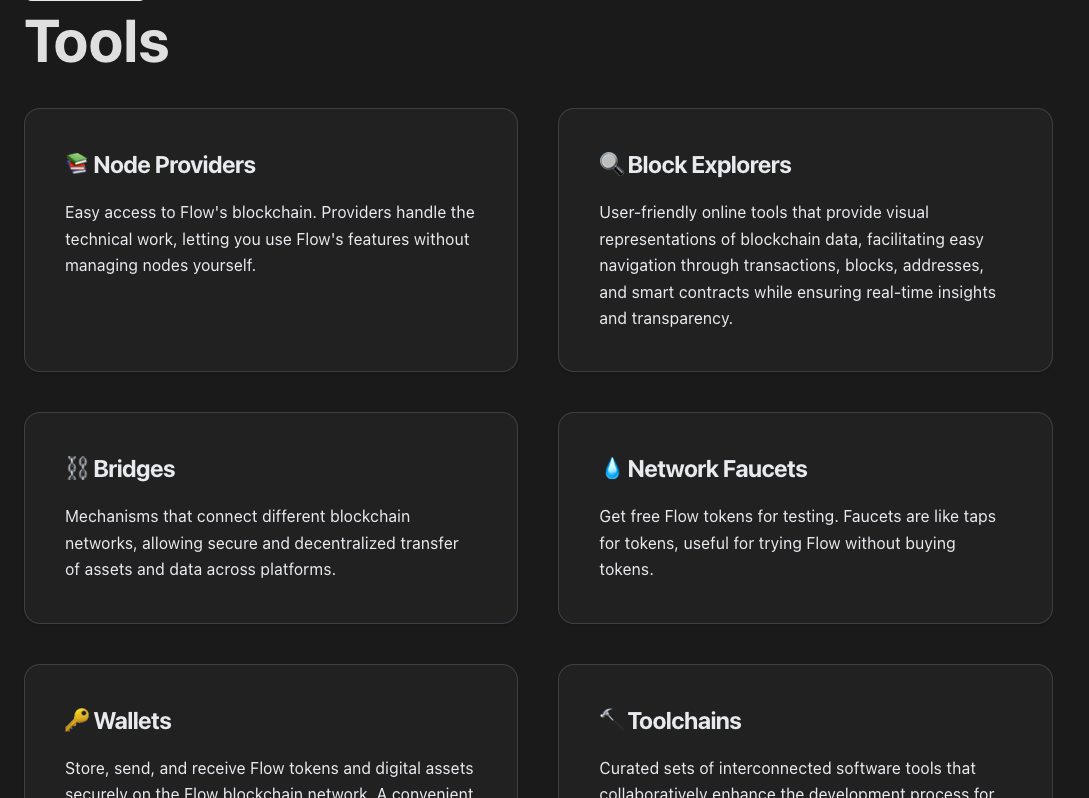 Tools
Node Providers
Easy access to Flow's blockchain. Providers handle the
technical work, letting you use Flow's features without
managing nodes yourself.
Block Explorers
User-friendly online tools that provide visual
representations of blockchain data, facilitating easy
navigation through transactions, blocks, addresses,
and smart contracts while ensuring real-time insights
and transparency.
Bridges
Mechanisms that connect different blockchain
networks, allowing secure and decentralized transfer
of assets and data across platforms.
Network Faucets
Get free Flow tokens for testing. Faucets are like taps
for tokens, useful for trying Flow without buying
tokens.
Wallets
Store, send, and receive Flow tokens and digital assets
securely on the Flow blockchain network. A convenient
Toolchains
Curated sets of interconnected software tools that
collaboratively enhance the development process for